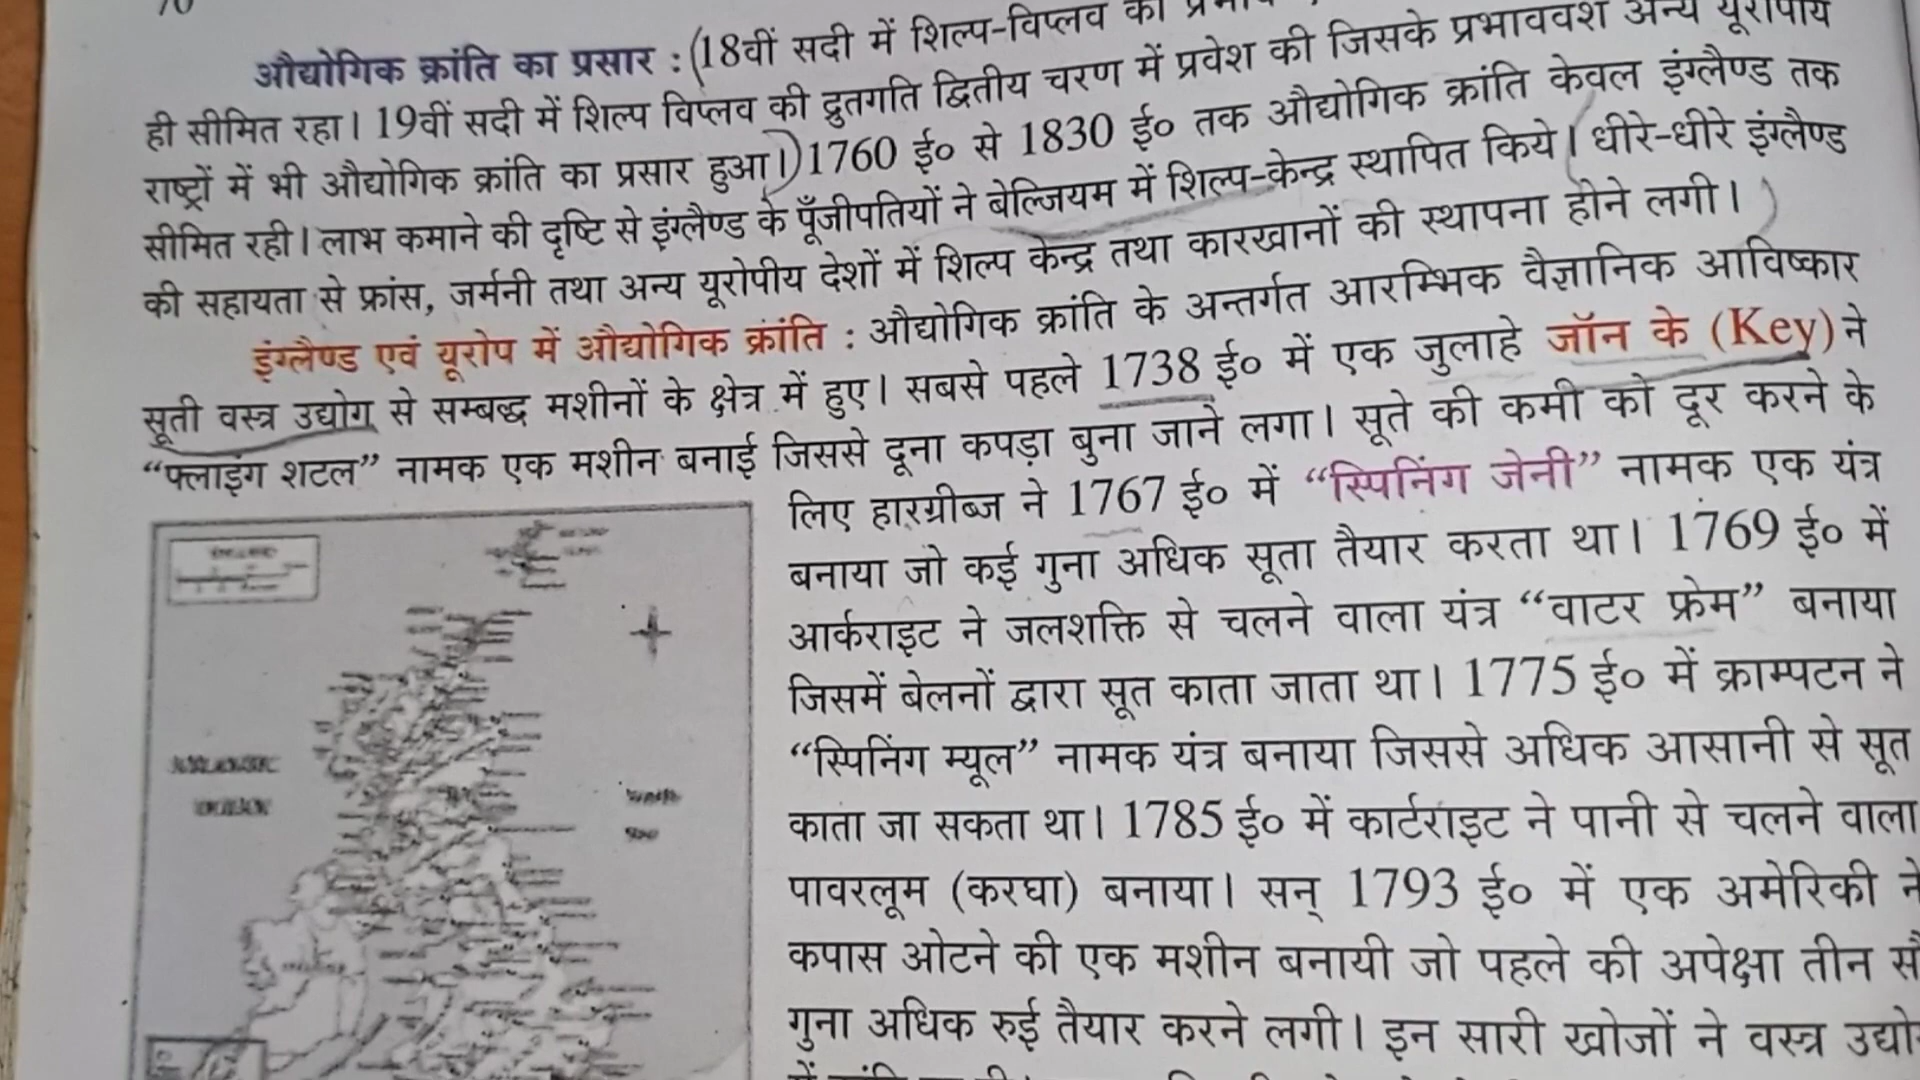 70
औद्योगिक क्रांति का प्रसार : (18वीं सदी में शिल्प-विप्लव का
ही सीमित रहा। 19वीं सदी में शिल्प विप्लव की द्रुतगति द्वितीय चरण में प्रवेश की जिसके प्रभाववश अन्य यूरोपीय
राष्ट्रों में भी औद्योगिक क्रांति का प्रसार हुआ।) 1760 ई० से 1830 ई० तक औद्योगिक क्रांति केवल इंग्लैण्ड तक
सीमित रही। लाभ कमाने की दृष्टि से इंग्लैण्ड के पूँजीपतियों ने बेल्जियम में शिल्प-केन्द्र स्थापित किये। धीरे-धीरे इंग्लैण्ड
की सहायता से फ्रांस, जर्मनी तथा अन्य यूरोपीय देशों में शिल्प केन्द्र तथा कारखानों की स्थापना होने लगी।
इंग्लैण्ड एवं यूरोप में औद्योगिक क्रांति : औद्योगिक क्रांति के अन्तर्गत आरम्भिक वैज्ञानिक आविष्कार
सूती वस्त्र उद्योग से सम्बद्ध मशीनों के क्षेत्र में हुए। सबसे पहले 1738 ई० में एक जुलाहे जॉन के (Key) ने
“फ्लाइंग शटल” नामक एक मशीन बनाई जिससे दूना कपड़ा बुना जाने लगा। सूते की कमी को दूर करने के
लिए हारग्रीब्ज ने 1767 ई० में “स्पिनिंग जेनी” नामक एक यंत्र
बनाया जो कई गुना अधिक सूता तैयार करता था। 1769 ई० में
आर्कराइट ने जलशक्ति से चलने वाला यंत्र “वाटर फ्रेम” बनाया
जिसमें बेलनों द्वारा सूत काता जाता था। 1775 ई० में क्राम्पटन ने
“स्पिनिंग म्यूल” नामक यंत्र बनाया जिससे अधिक आसानी से सूत
काता जा सकता था। 1785 ई० में कार्टराइट ने पानी से चलने वाला
पावरलूम (करघा) बनाया। सन् 1793 ई० में एक अमेरिकी ने
कपास ओटने की एक मशीन बनायी जो पहले की अपेक्षा तीन सौ
गुना अधिक रुई तैयार करने लगी। इन सारी खोजों ने वस्त्र